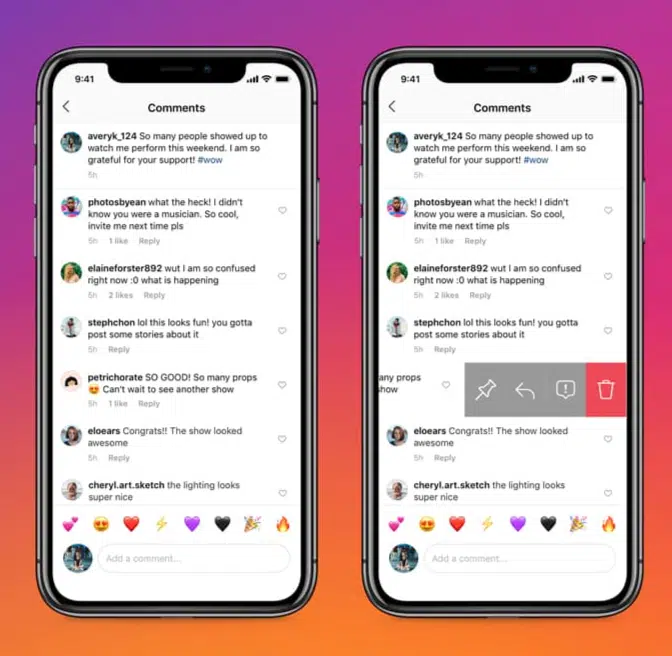 9:41
Comments
averyk_124 So many people showed up to
watch me perform this weekend. I am so
grateful for your support! #wow
5h
photosbyean what the heck! I didn't
know you were a musician. So cool,
invite me next time pls
5h 1 like Reply
elaineforster892 wut I am so confused
right now :0 what is happening
5h 2 likes Reply
stephchon lol this looks fun! you gotta
post some stories about it
5h Reply
petrichorate SO GOOD! So many props
😍 Can't wait to see another show
5h 1 like Reply
eloears Congrats!! The show looked
awesome
5h Reply
cheryl.art.sketch the lighting looks
super nice
Add a comment...
9:41
Comments
averyk_124 So many people showed up to
watch me perform this weekend. I am so
grateful for your support! #wow
5h
photosbyean what the heck! I didn't
know you were a musician. So cool,
invite me next time pls
5h 1 like Reply
elaineforster892 wut I am so confused
right now :0 what is happening
5h 2 likes Reply
stephchon lol this looks fun! you gotta
post some stories about it
5h Reply
any props
show
eloears Congrats!! The show looked
awesome
5h Reply
cheryl.art.sketch the lighting looks
super nice
Add a comment...